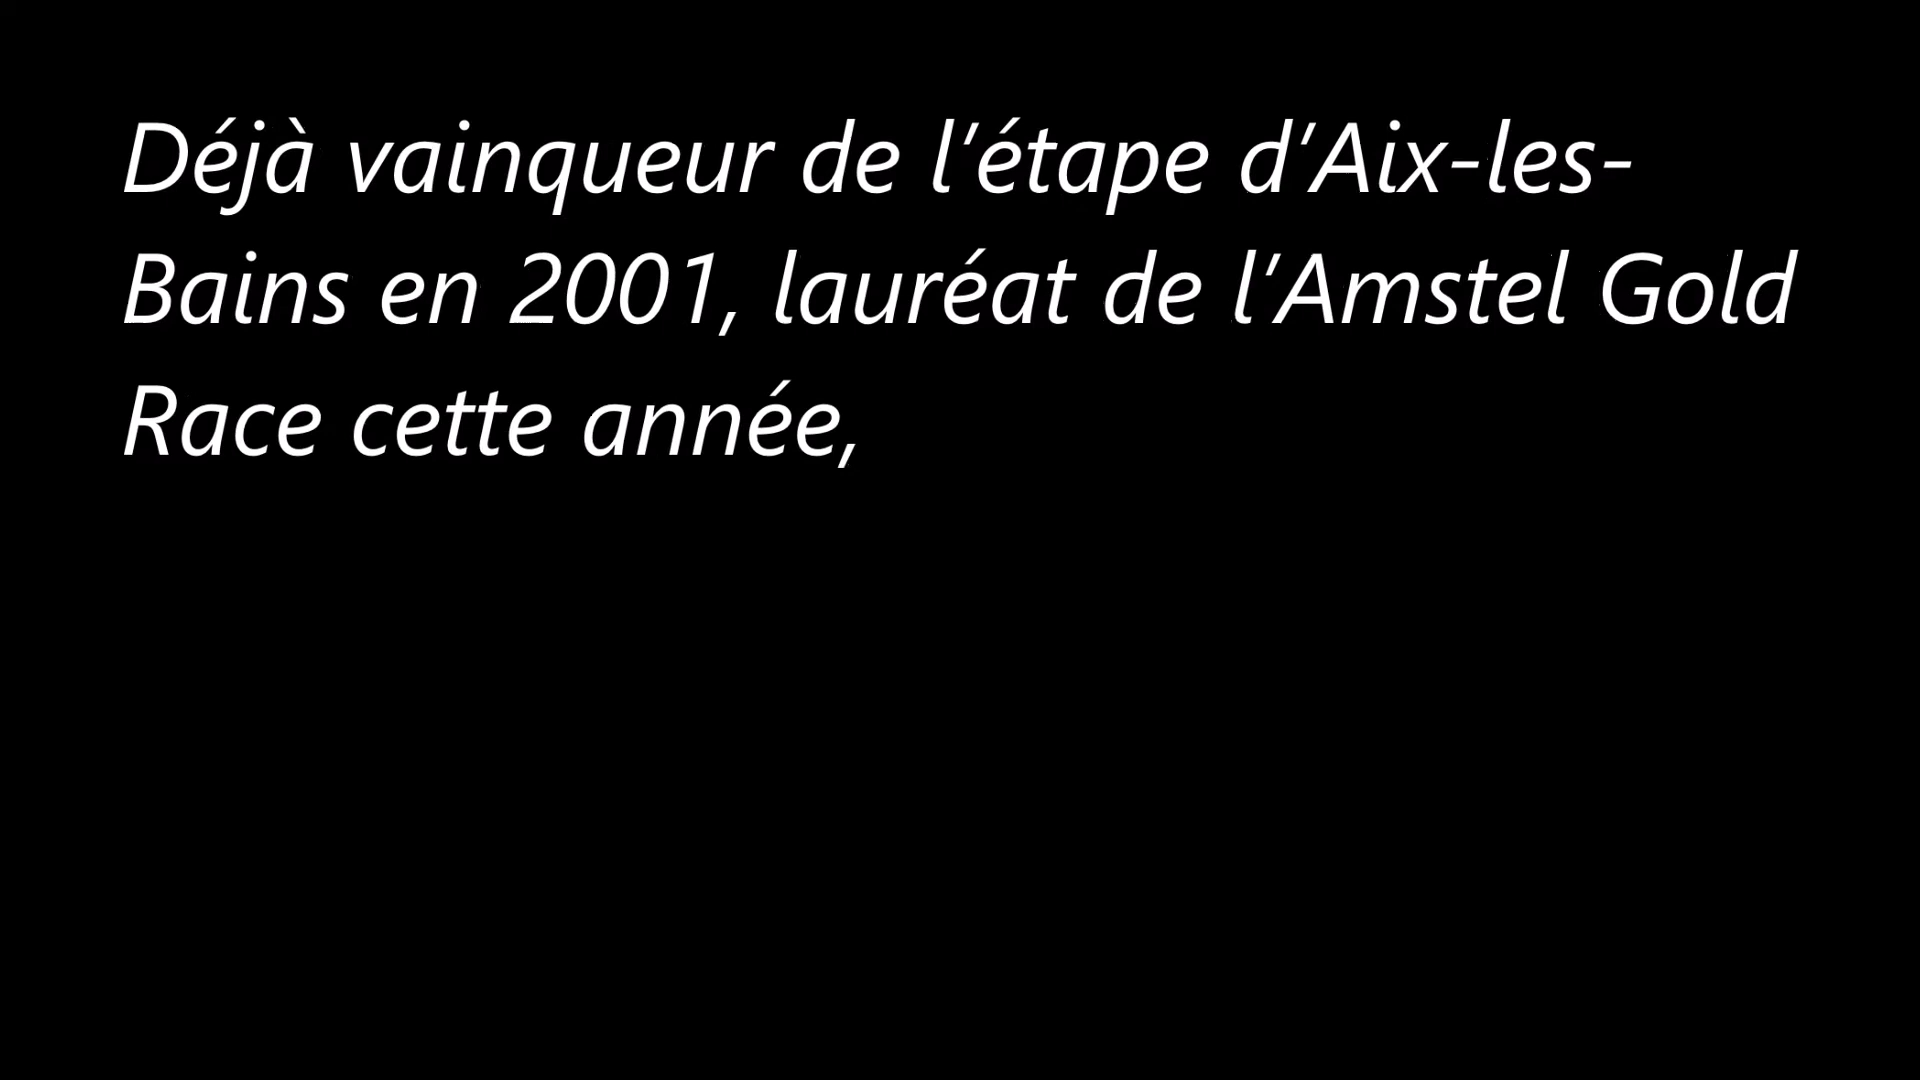 Déjà vainqueur de l’étape d’Aix-les-
Bains en 2001, lauréat de l’Amstel Gold
Race cette année,